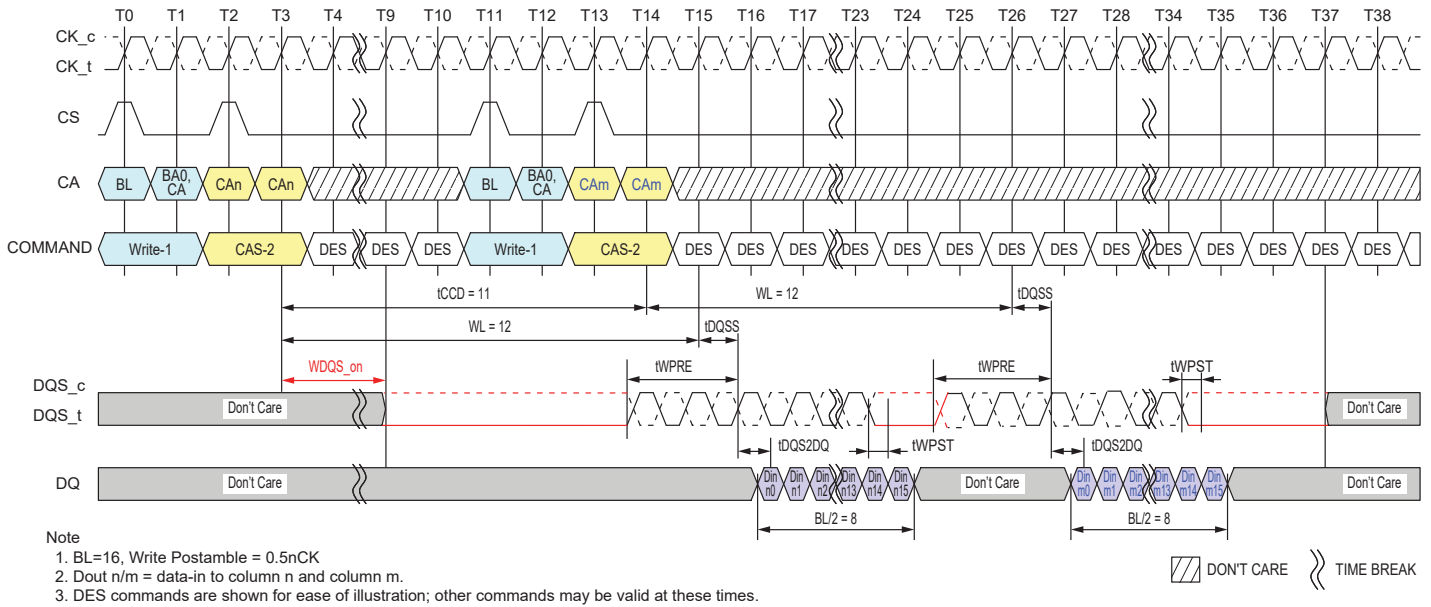 T0 T1 T2 T3 T4 T9 T10 T11 T12 T13 T14 T15 T16 T17 T23 T24 T25 T26 T27 T28 T34 T35 T36 T37 T38
CK_c
CK_t
CS
CA BL BA0, CA CAn CAn BL BA0, CA CAm CAm
COMMAND Write-1 CAS-2 DES DES DES Write-1 CAS-2 DES DES DES DES DES DES DES DES DES DES DES DES DES DES
tCCD = 11 WL = 12 tDQSS
WL = 12 tDQSS
WDQS_on tWPRE tWPRE tWPST
DQS_c
DQS_t Don't Care Don't Care
tDQS2DQ tWPST tDQS2DQ
DQ Don't Care Din n0 Din n1 Din n2 Din n13 Din n14 Din n15 Don't Care Din m0 Din m1 Din m2 Din m13 Din m14 Din m15 Don't Care
BL/2 = 8 BL/2 = 8
Note
1. BL=16, Write Postamble = 0.5nCK
2. Dout n/m = data-in to column n and column m.
3. DES commands are shown for ease of illustration; other commands may be valid at these times.
DON'T CARE TIME BREAK